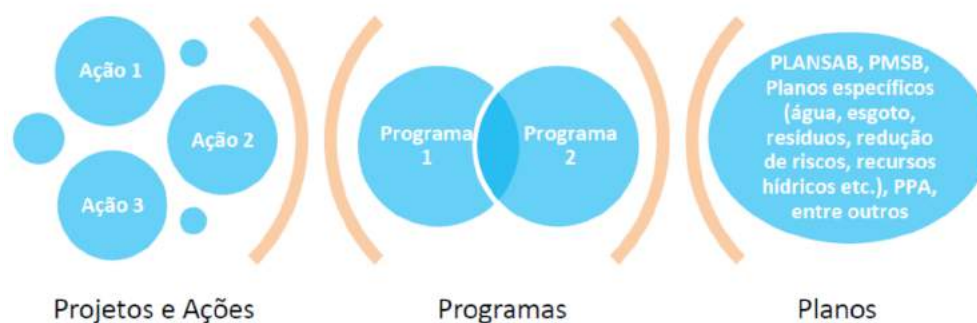 Ação 1
Ação 2
Ação 3
Programa
1
Programa
2
PLANSAB, PMSB,
Planos específicos
(água, esgoto,
resíduos, redução
de riscos, recursos
hídricos etc.), PPA,
entre outros
Projetos e Ações
Programas
Planos